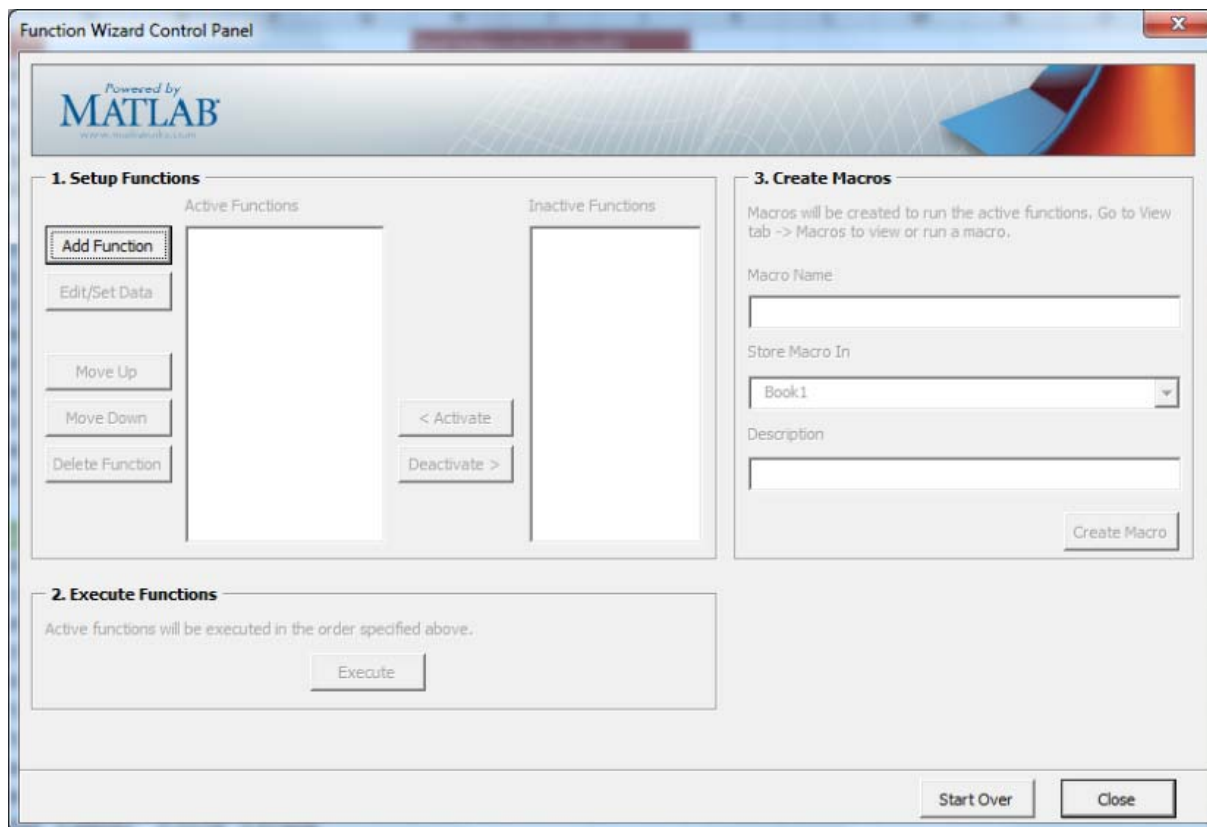 Function Wizard Control Panel
Powered by
MATLAB
www.mathworks.com
1. Setup Functions
Active Functions
Inactive Functions
Add Function
Edit/Set Data
Move Up
Move Down
Delete Function
< Activate
Deactivate >
2. Execute Functions
Active functions will be executed in the order specified above.
Execute
3. Create Macros
Macros will be created to run the active functions. Go to View
tab -> Macros to view or run a macro.
Macro Name
Store Macro In
Book1
Description
Create Macro
Start Over
Close